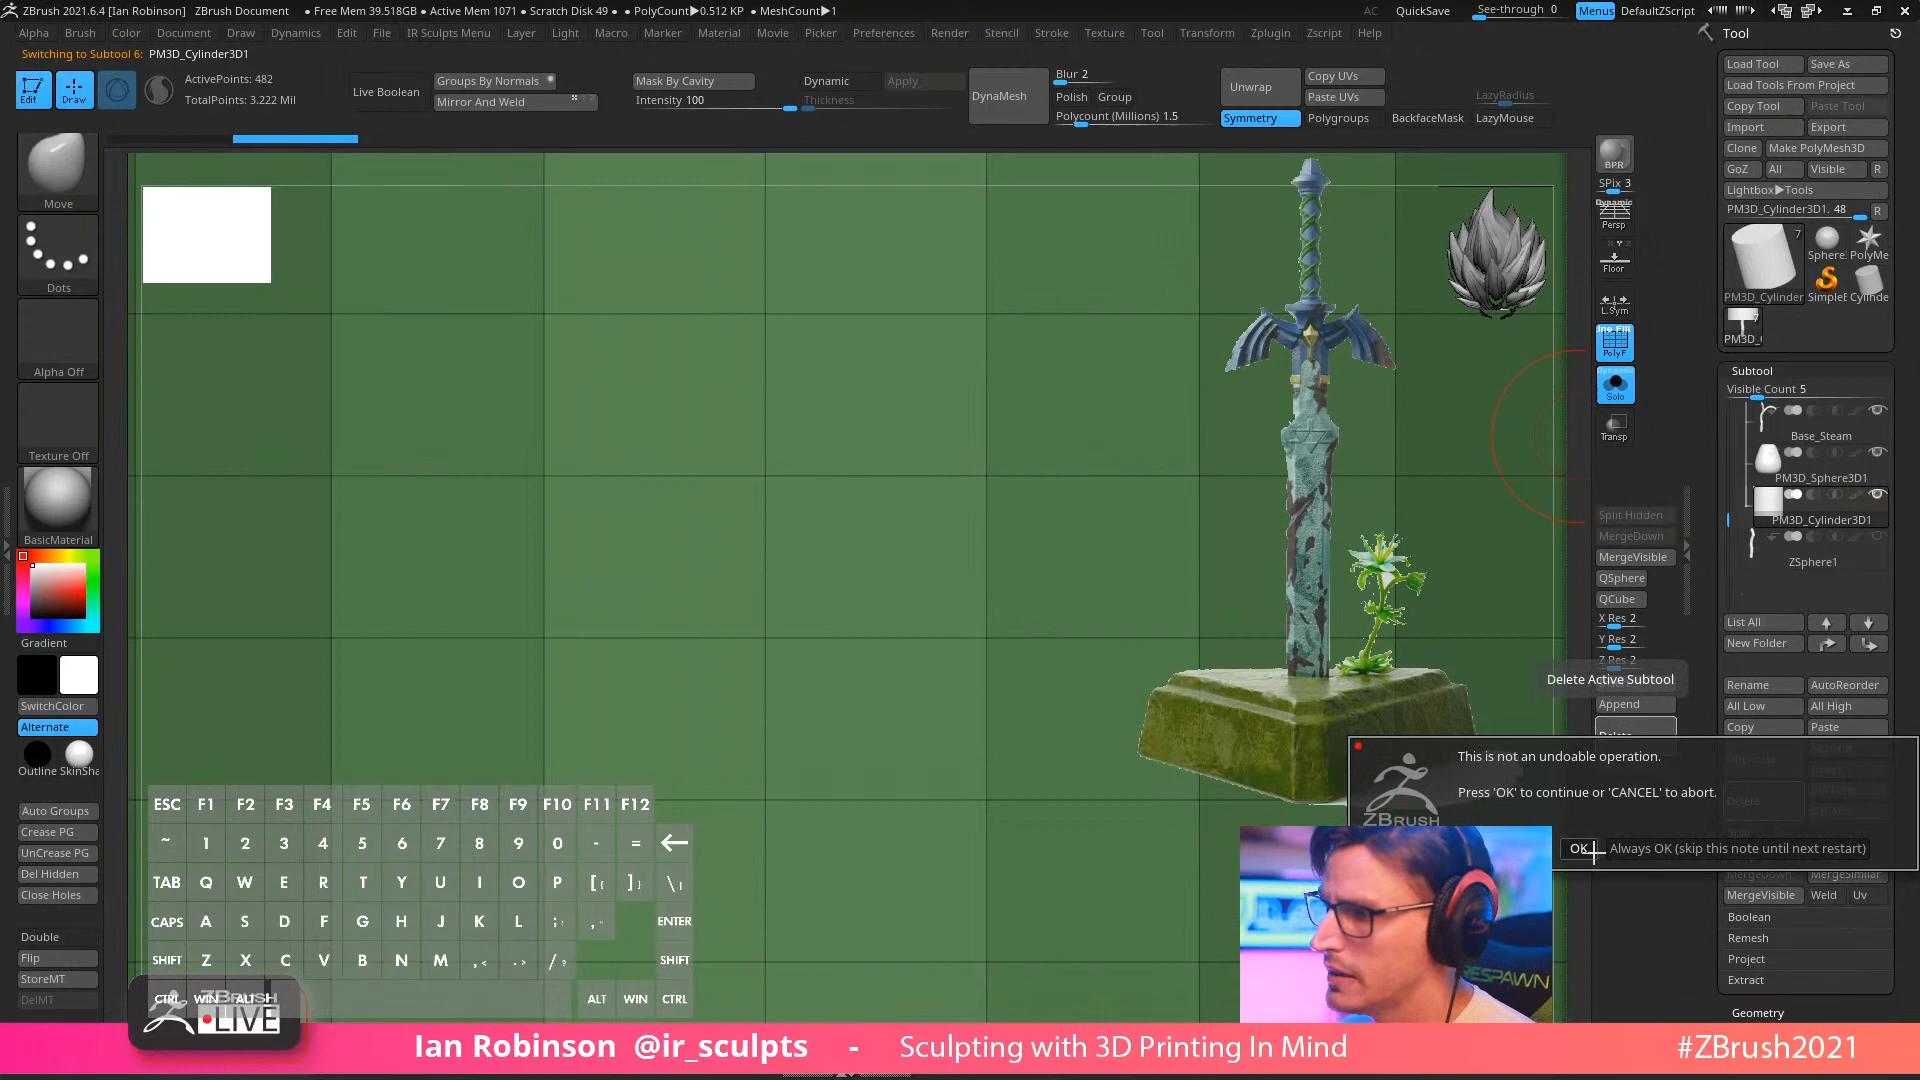 ZBrush 2021.6.4 [Ian Robinson] ZBrush Document • Free Mem 39.518GB • Active Mem 1071 • Scratch Disk 49 • PolyCount▶0.512 KP • MeshCount▶1 AC QuickSave See-through 0 Menus DefaultZScript
Alpha Brush Color Document Draw Dynamics Edit File IR Sculpts Menu Layer Light Macro Marker Material Movie Picker Preferences Render Stencil Stroke Texture Tool Transform Zplugin Zscript Help
Switching to Subtool 6: PM3D_Cylinder3D1
Edit
Draw
ActivePoints: 482
TotalPoints: 3.222 Mil
Live Boolean
Groups By Normals
Mirror And Weld
Mask By Cavity
Intensity 100
Dynamic
Apply
Thickness
DynaMesh
Blur 2
Polish Group
Polycount (Millions) 1.5
Unwrap
Copy UVs
Paste UVs
Symmetry
Polygroups
LazyRadius
BackfaceMask
LazyMouse
Move
Dots
Alpha Off
Texture Off
BasicMaterial
Gradient
SwitchColor
Alternate
Outline SkinSha
Auto Groups
Crease PG
UnCrease PG
Del Hidden
Close Holes
Double
Flip
StoreMT
DelMT
BPR
SPix 3
Dynamic
Persp
Floor
L.Sym
Line Fill
PolyF
Dynamic
Solo
Transp
Split Hidden
MergeDown
MergeVisible
QSphere
QCube
X Res 2
Y Res 2
Z Res 2
Delete Active Subtool
Append
Tool
Load Tool Save As
Load Tools From Project
Copy Tool Paste Tool
Import Export
Clone Make PolyMesh3D
GoZ All Visible R
Lightbox▶Tools
PM3D_Cylinder3D1. 48 R
7
Sphere. PolyMe
PM3D_Cylinder SimpleE Cylinde
7
PM3D_C
Subtool
Visible Count 5
Base_Steam
PM3D_Sphere3D1
PM3D_Cylinder3D1
ZSphere1
List All
New Folder
Rename AutoReorder
All Low All High
Copy Paste
Delete
This is not an undoable operation.
Press 'OK' to continue or 'CANCEL' to abort.
ZBRUSH
OK Always OK (skip this note until next restart)
MergeDown MergeSimilar
MergeVisible Weld Uv
Boolean
Remesh
Project
Extract
Geometry
ESC F1 F2 F3 F4 F5 F6 F7 F8 F9 F10 F11 F12
~ 1 2 3 4 5 6 7 8 9 0 - = ←
TAB Q W E R T Y U I O P [{ ]} \|
CAPS A S D F G H J K L ;: ," ENTER
SHIFT Z X C V B N M ,< .> /? SHIFT
CTRL WIN ALT ALT WIN CTRL
ZBRUSH
LIVE
RESPAWN
Ian Robinson @ir_sculpts - Sculpting with 3D Printing In Mind #ZBrush2021